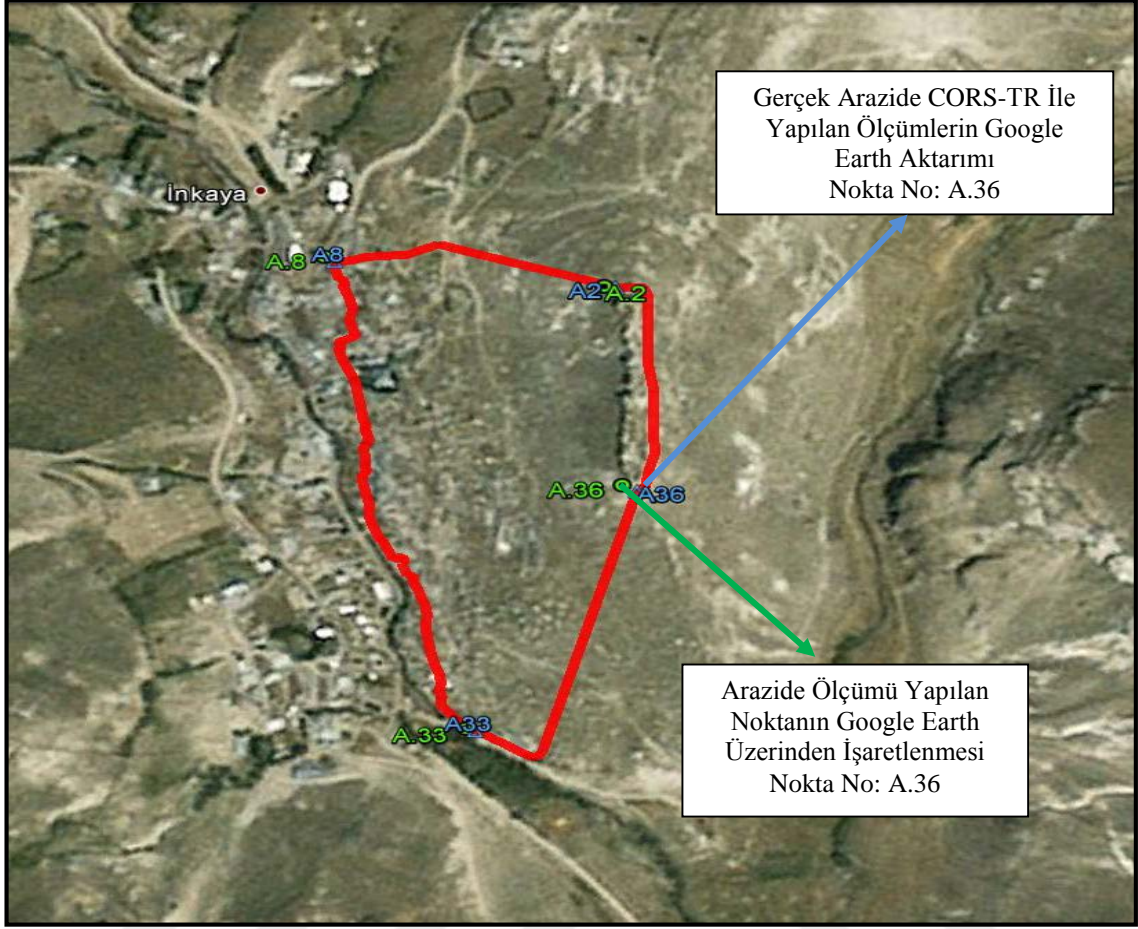 Gerçek Arazide CORS-TR İle
Yapılan Ölçümlerin Google
Earth Aktarımı
Nokta No: A.36
İnkaya
A.8 A8
A2 A.2
A.36 A36
Arazide Ölçümü Yapılan
Noktanın Google Earth
Üzerinden İşaretlenmesi
Nokta No: A.36
A.33 A33